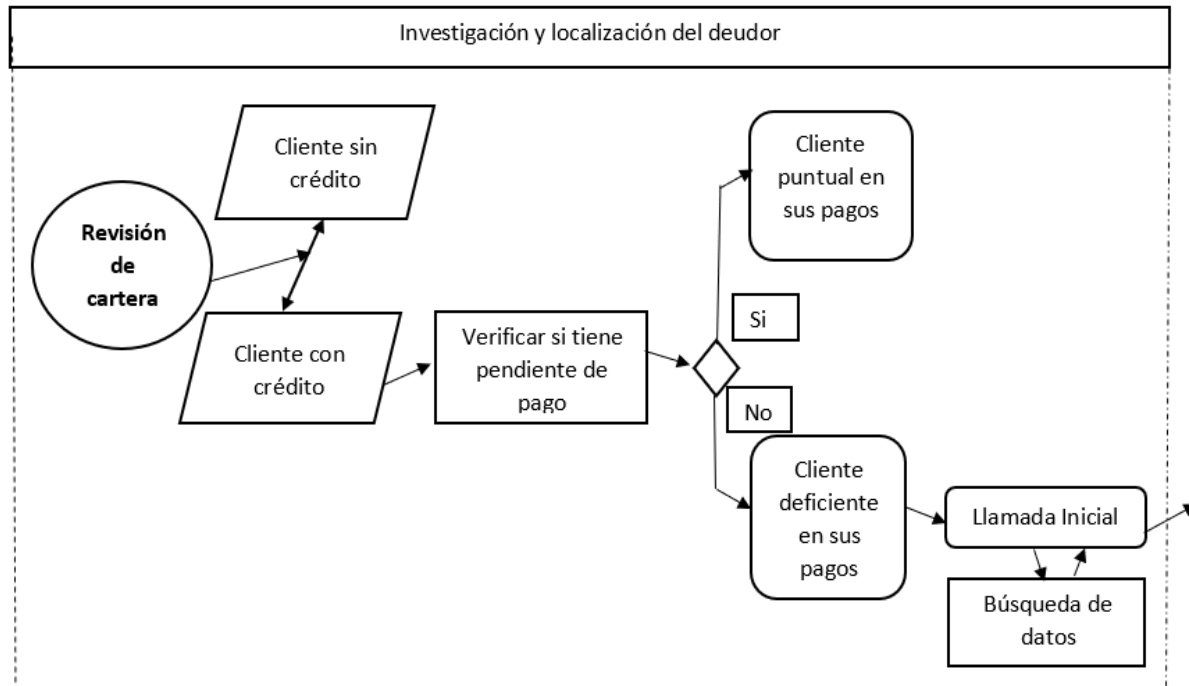 Investigación y localización del deudor
Cliente sin
crédito
Revisión
de
cartera
Cliente con
crédito
Verificar si tiene
pendiente de
pago
Cliente
puntual en
sus pagos
Si
No
Cliente
deficiente
en sus
pagos
Llamada Inicial
Búsqueda de
datos